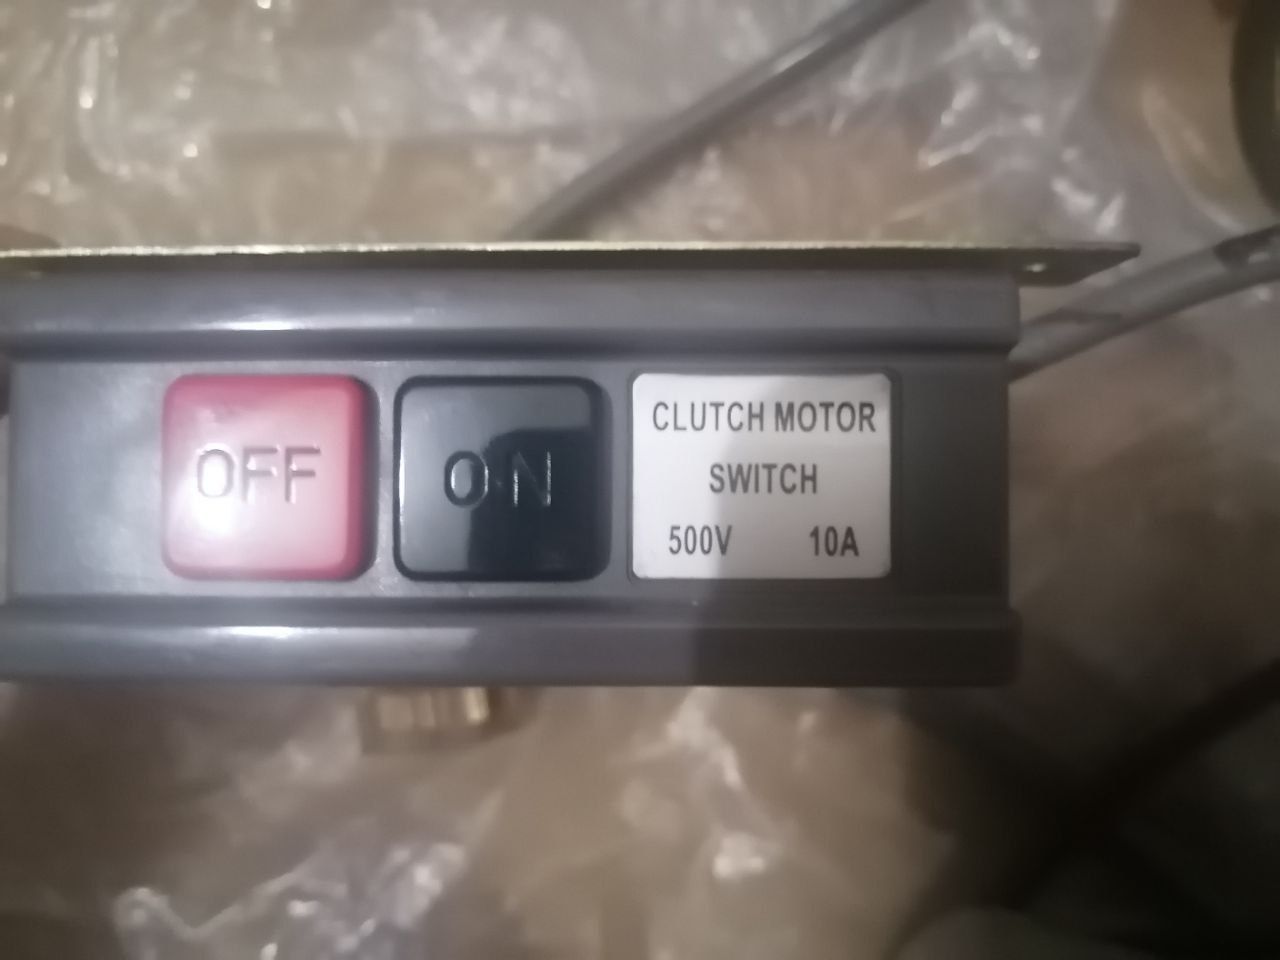 OFF
ON
CLUTCH MOTOR
SWITCH
500V 10A